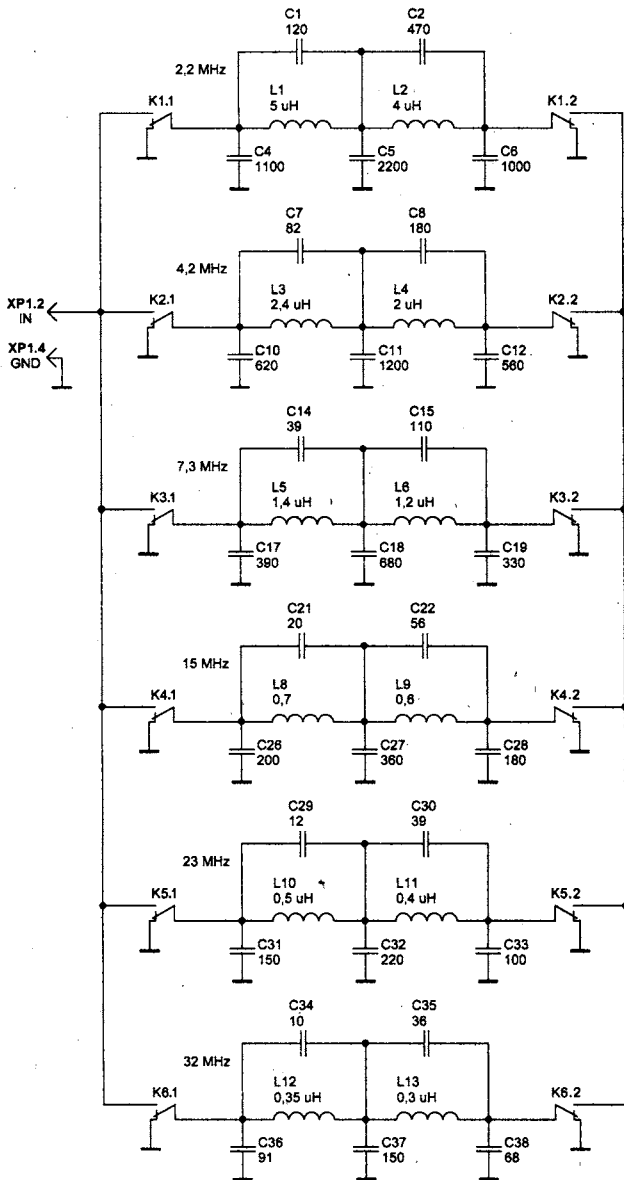 C1
120
C2
470
2,2 MHz
K1.1
L1
5 uH
L2
4 uH
K1.2
C4
1100
C5
2200
C6
1000
C7
82
C8
180
4,2 MHz
XP1.2
IN
K2.1
L3
2,4 uH
L4
2 uH
K2.2
XP1.4
GND
C10
620
C11
1200
C12
560
C14
39
C15
110
7,3 MHz
K3.1
L5
1,4 uH
L6
1,2 uH
K3.2
C17
390
C18
680
C19
330
C21
20
C22
56
15 MHz
K4.1
L8
0,7
L9
0,6
K4.2
C26
200
C27
360
C28
180
C29
12
C30
39
23 MHz
K5.1
L10
0,5 uH
L11
0,4 uH
K5.2
C31
150
C32
220
C33
100
C34
10
C35
36
32 MHz
K6.1
L12
0,35 uH
L13
0,3 uH
K6.2
C36
91
C37
150
C38
68